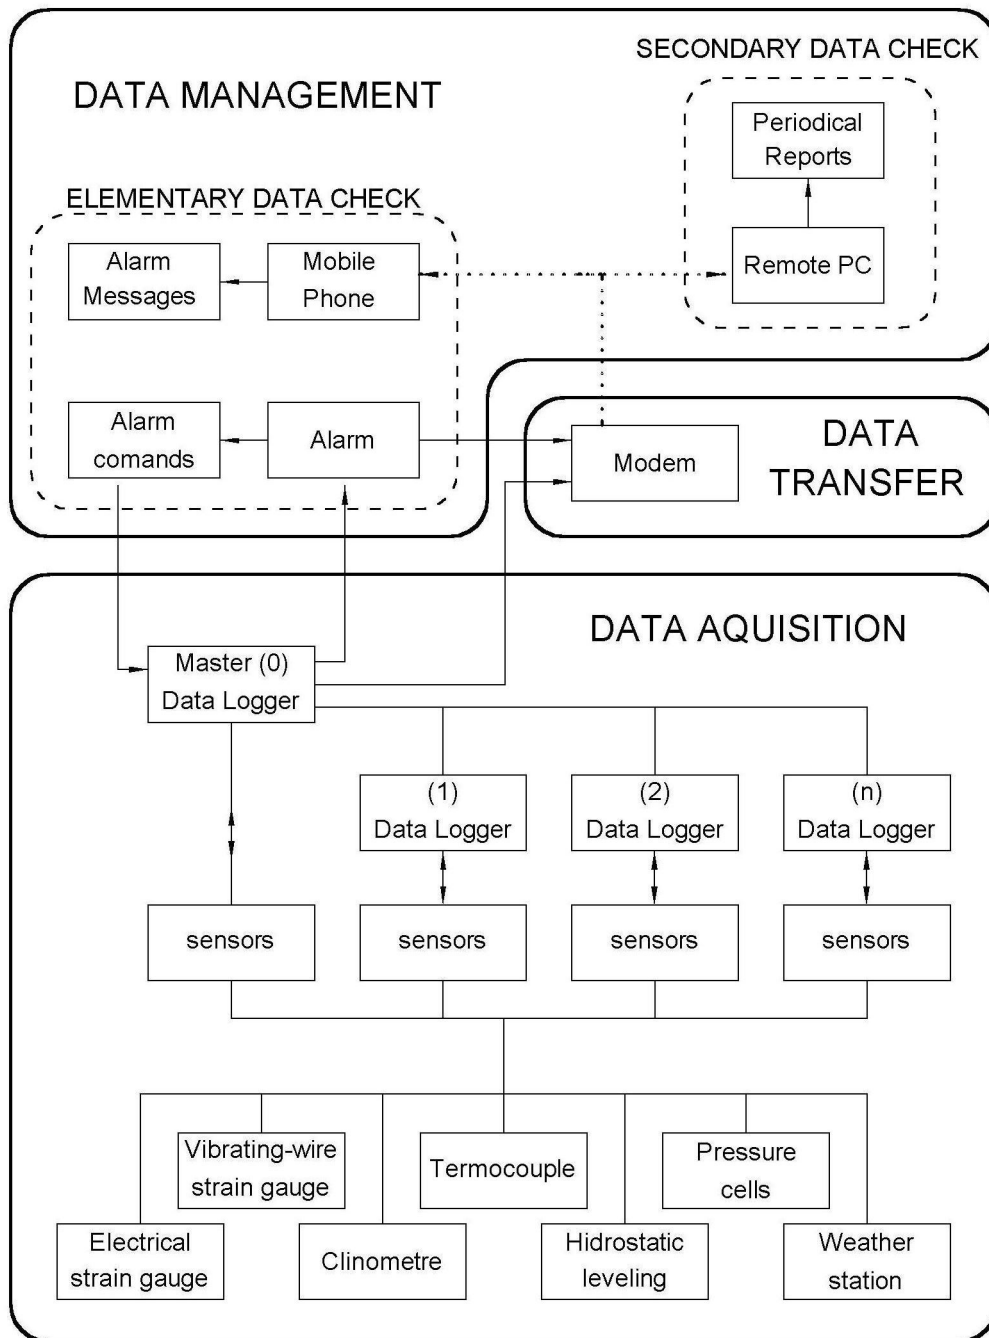 SECONDARY DATA CHECK
DATA MANAGEMENT
Periodical
Reports
ELEMENTARY DATA CHECK
Alarm
Messages
Mobile
Phone
Remote PC
Alarm
comands
Alarm
Modem
DATA
TRANSFER
DATA AQUISITION
Master (0)
Data Logger
(1)
Data Logger
(2)
Data Logger
(n)
Data Logger
sensors
sensors
sensors
sensors
Vibrating-wire
strain gauge
Termocouple
Pressure
cells
Electrical
strain gauge
Clinometre
Hidrostatic
leveling
Weather
station